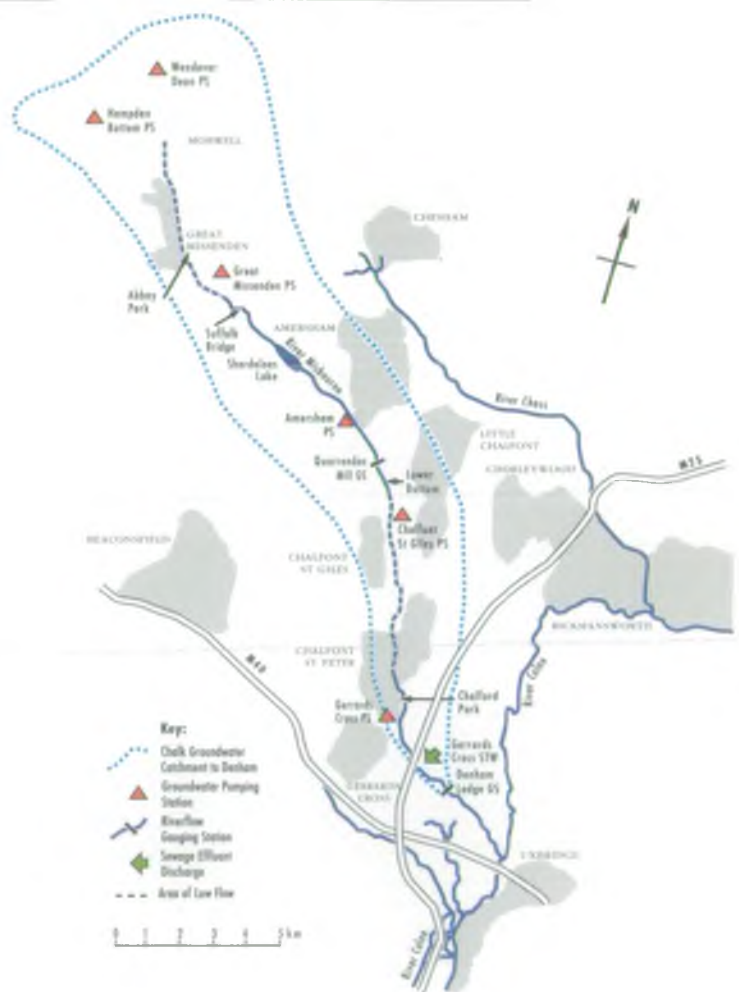 Wendover
Dean PS
Hampden
Bottom PS
MOBWELL
N
CHESHAM
GREAT
MISSENDEN
Great
Missenden PS
Abbey
Park
Suffolk
Bridge
AMERSHAM
River Misbourne
Shardeloes
Lake
River Chess
Amersham
PS
LITTLE
CHALFONT
Quarrendon
Mill GS
Lower
Bottom
CHORLEYWOOD
M25
Chalfont
St Giles PS
BEACONSFIELD
CHALFONT
ST GILES
RICKMANSWORTH
CHALFONT
ST PETER
M40
River Colne
Chalfont
Park
Gerrards
Cross PS
Gerrards
Cross STW
Denham
Lodge GS
GERRARDS
CROSS
UXBRIDGE
River Colne
Key:
Chalk Groundwater
Catchment to Denham
Groundwater Pumping
Station
Riverflow
Gauging Station
Sewage Effluent
Discharge
Area of Low Flow
0 1 2 3 4 5 km